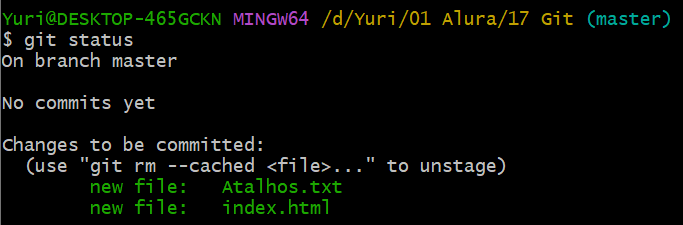 Yuri@DESKTOP-465GCKN MINGW64 /d/Yuri/01 Alura/17 Git (master)
$ git status
On branch master
No commits yet
Changes to be committed:
  (use "git rm --cached <file>..." to unstage)
        new file:   Atalhos.txt
        new file:   index.html